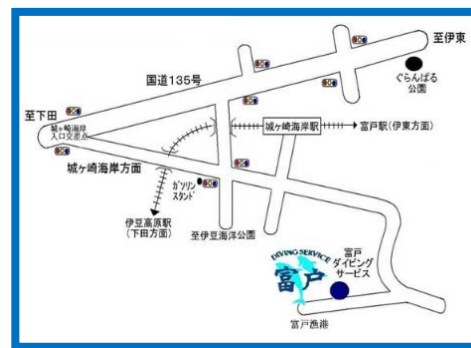 至伊東
国道135号
ぐらんぱる
公園
至下田
城ヶ崎海岸
入口交差点
城ヶ崎海岸駅
富戸駅(伊東方面)
城ヶ崎海岸方面
ガソリン
スタンド
伊豆高原駅
(下田方面)
至伊豆海洋公園
DIVING SERVICE
富戸
富戸
ダイビング
サービス
富戸漁港